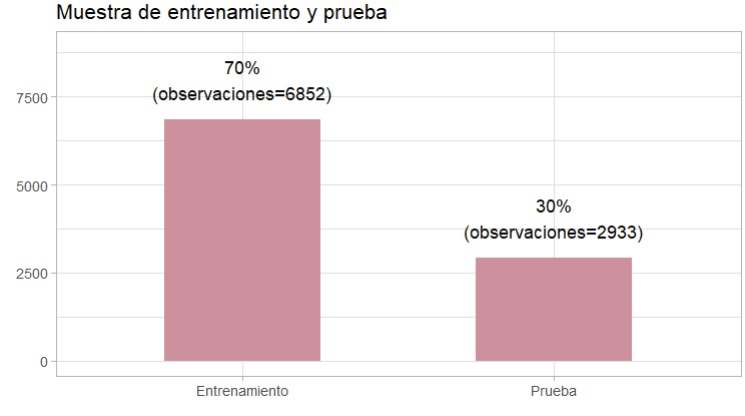 Muestra de entrenamiento y prueba
7500
5000
2500
0
70%
(observaciones=6852)
30%
(observaciones=2933)
Entrenamiento
Prueba